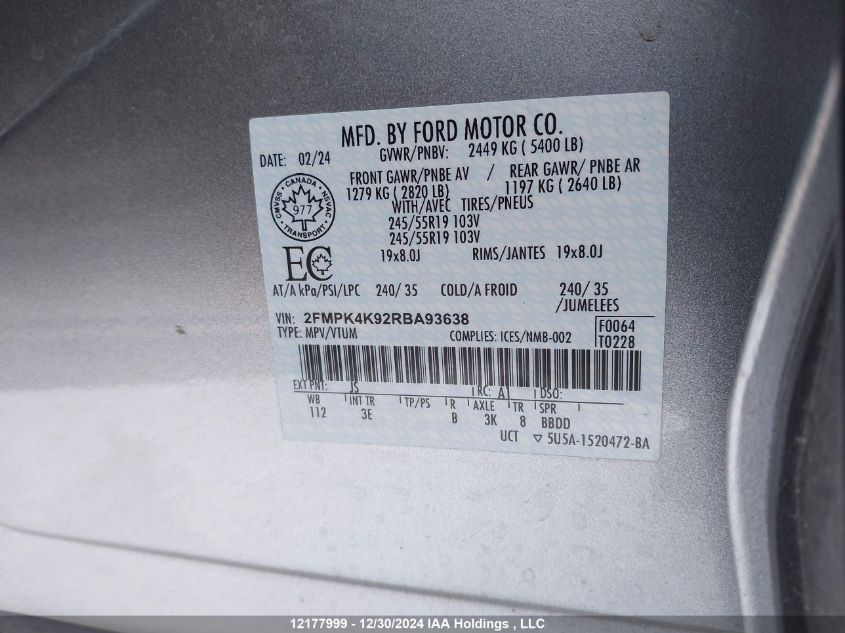 MFD. BY FORD MOTOR CO.
DATE: 02/24 GVWR/PNBV: 2449 KG ( 5400 LB)
FRONT GAWR/PNBE AV / REAR GAWR/ PNBE AR
1279 KG ( 2820 LB) 1197 KG ( 2640 LB)
WITH/AVEC TIRES/PNEUS
245/55R19 103V
245/55R19 103V
19x8.0J RIMS/JANTES 19x8.0J
CANADA
CMVSS NSVAC
977
TRANSPORT
EC
AT/A kPa/PSI/LPC 240/ 35 COLD/A FROID 240/ 35
/JUMELEES
VIN: 2FMPK4K92RBA93638
TYPE: MPV/VTUM COMPLIES: ICES/NMB-002
F0064
T0228
EXT PNT: JS RC: A1 DSO:
WB INT TR TP/PS R AXLE TR SPR
112 3E B 3K 8 BBDD
UCT ▽ 5U5A-1520472-BA
12177999 - 12/30/2024 IAA Holdings , LLC